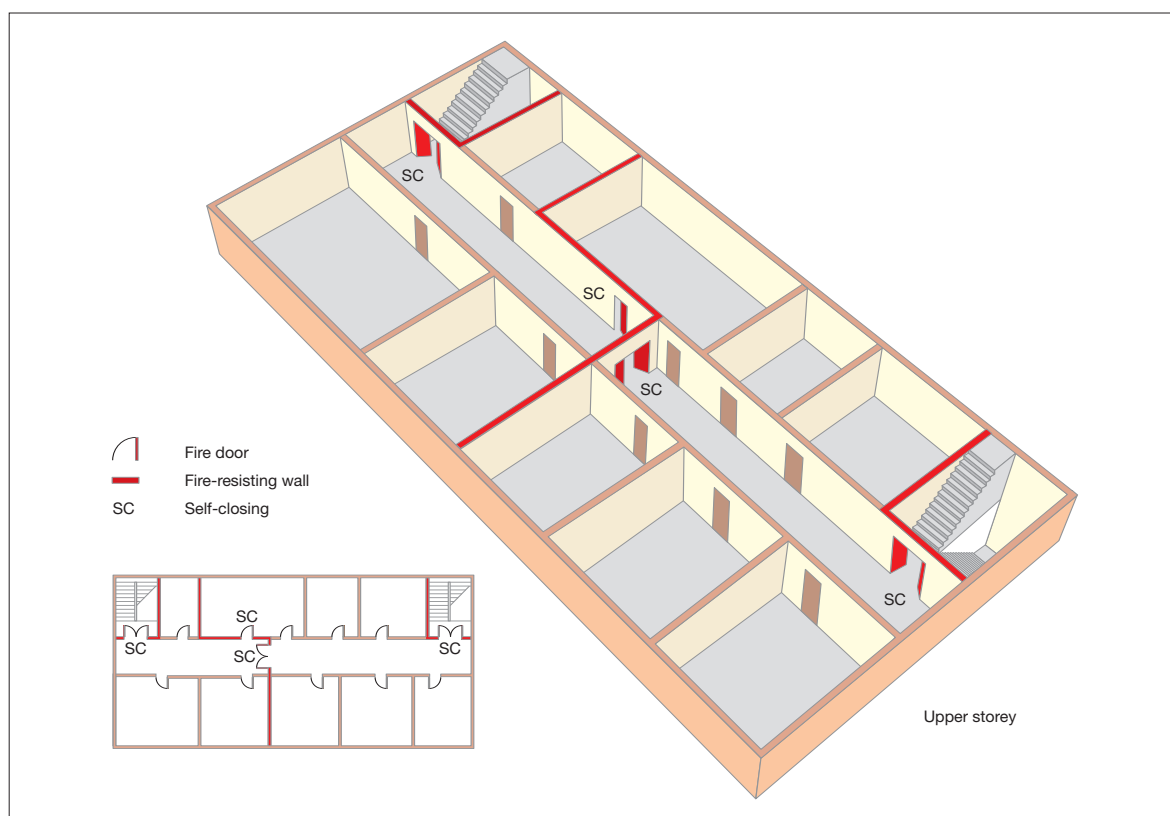 SC
SC
SC
SC
Fire door
Fire-resisting wall
SC Self-closing
SC
SC
SC
SC
Upper storey